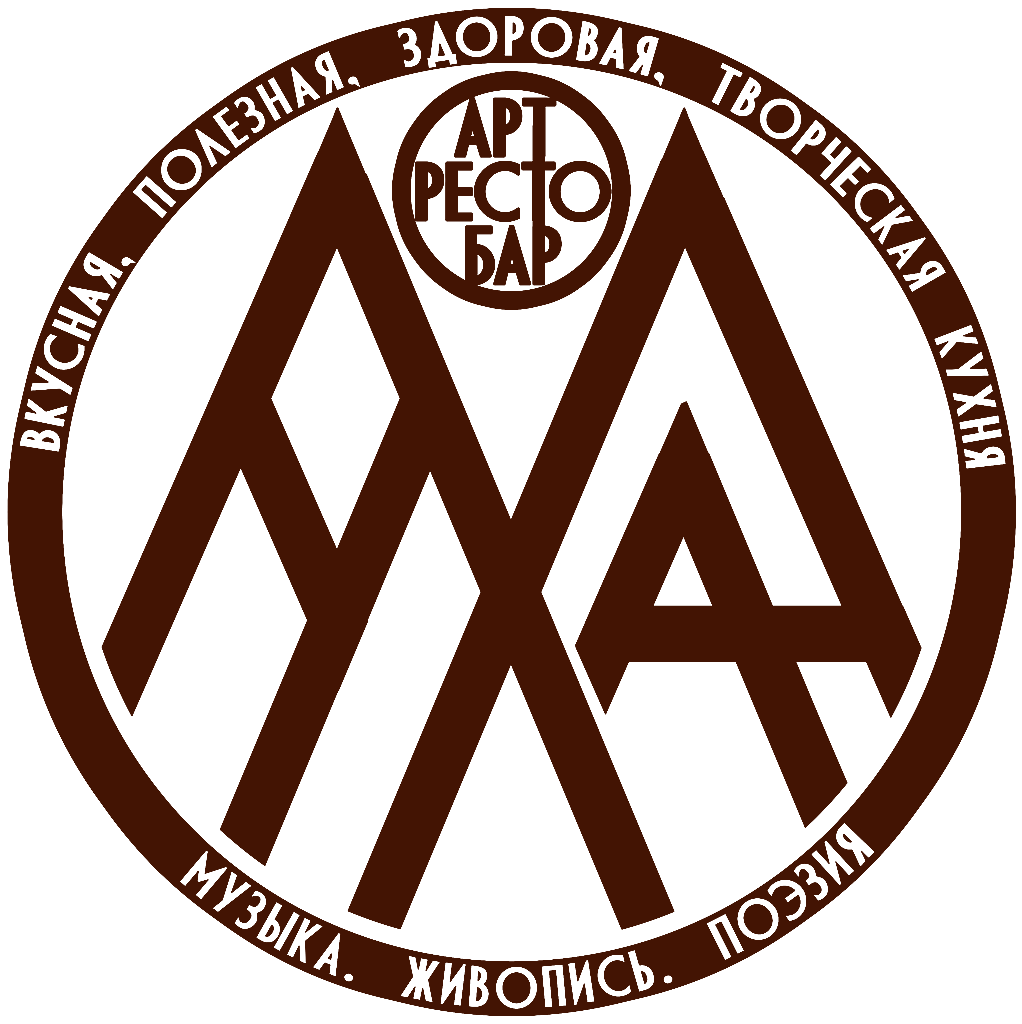 ВКУСНАЯ, ПОЛЕЗНАЯ, ЗДОРОВАЯ, ТВОРЧЕСКАЯ КУХНЯ
АРТ
РЕСТО
БАР
МУЗЫКА. ЖИВОПИСЬ. ПОЭЗИЯ